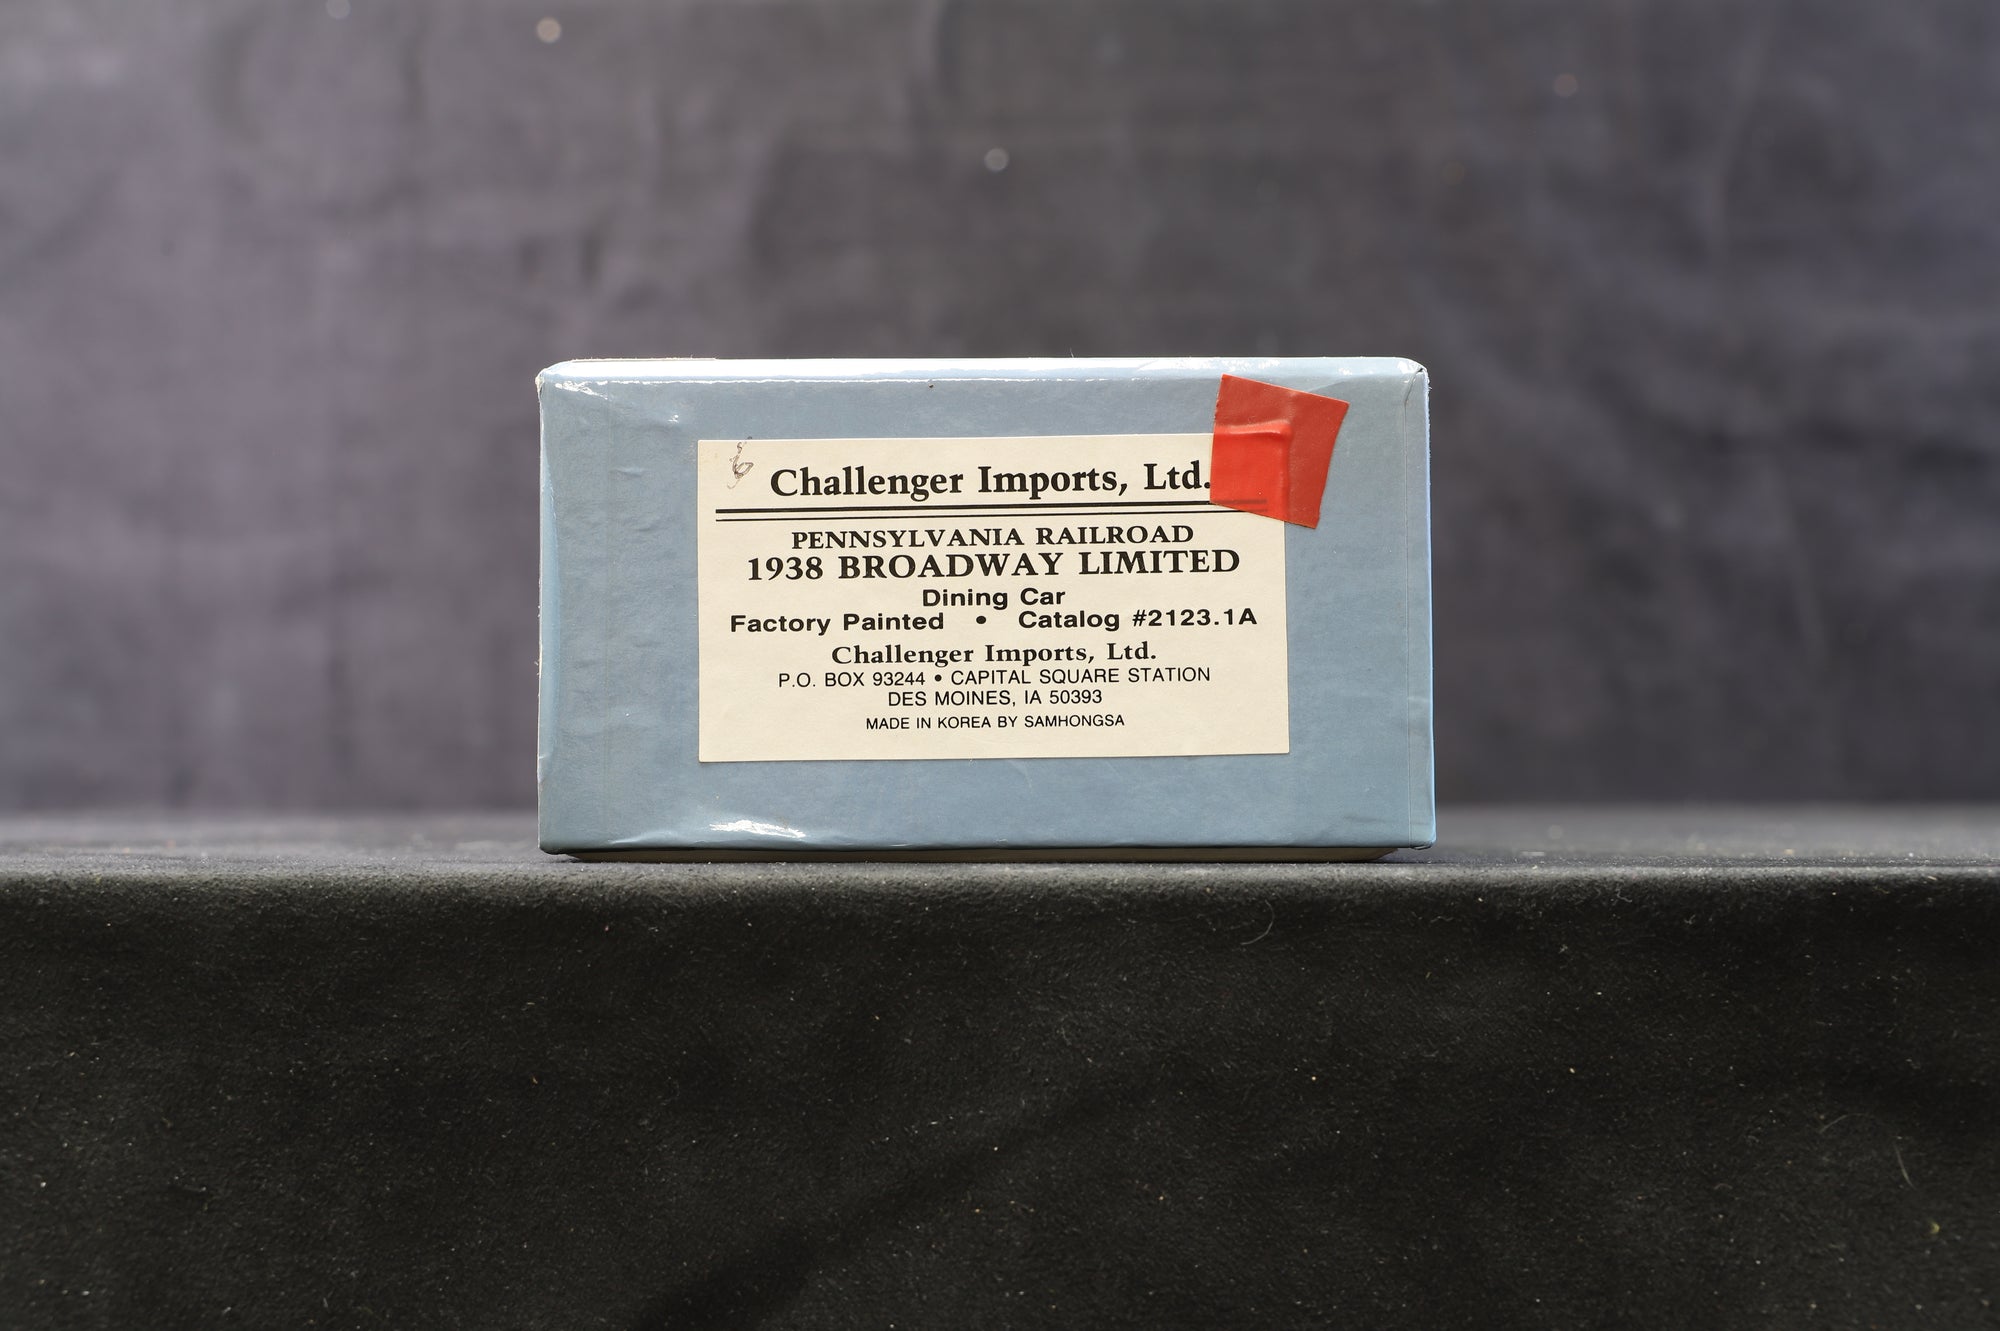 Challenger Imports, Ltd.
PENNSYLVANIA RAILROAD
1938 BROADWAY LIMITED
Dining Car
Factory Painted • Catalog #2123.1A
Challenger Imports, Ltd.
P.O. BOX 93244 • CAPITAL SQUARE STATION
DES MOINES, IA 50393
MADE IN KOREA BY SAMHONGSA